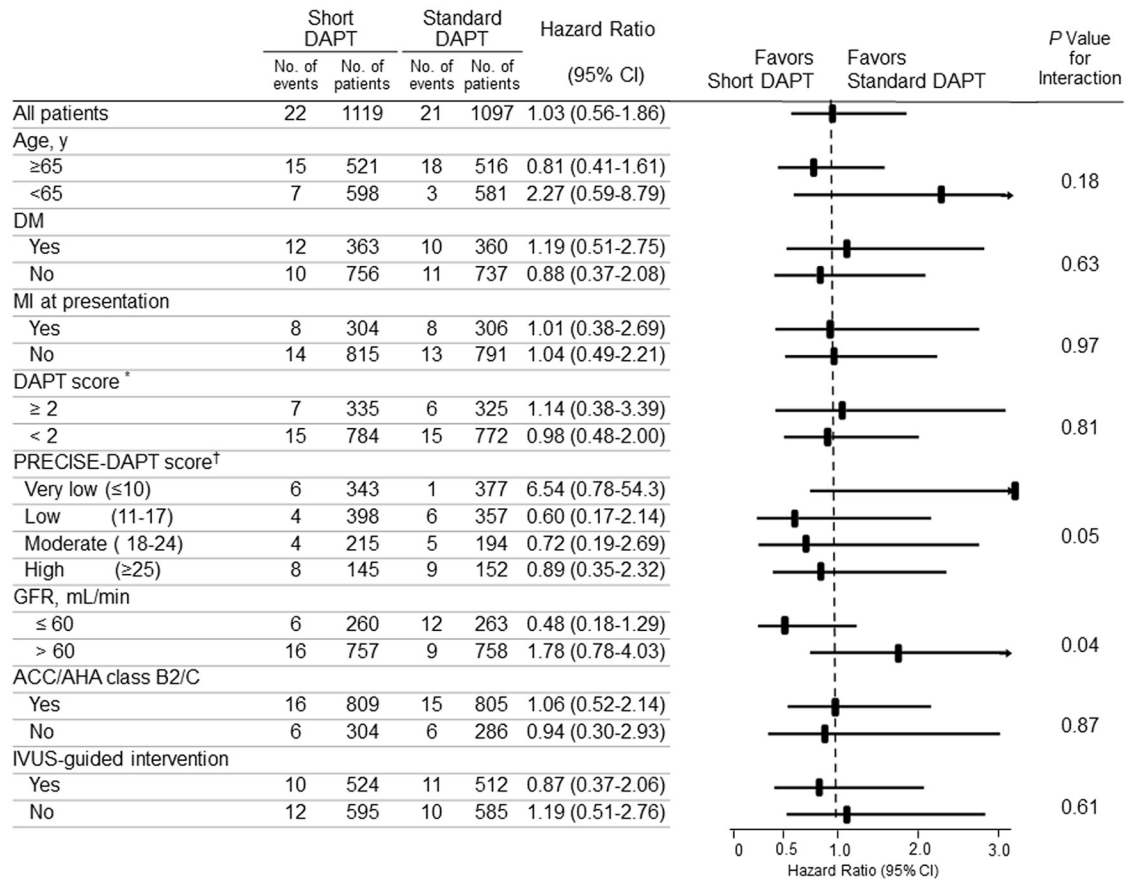 Short DAPT Standard DAPT Hazard Ratio (95% CI) Favors Short DAPT Favors Standard DAPT P Value for Interaction
No. of events No. of patients No. of events No. of patients
All patients 22 1119 21 1097 1.03 (0.56-1.86)
Age, y
≥65 15 521 18 516 0.81 (0.41-1.61)
0.18
<65 7 598 3 581 2.27 (0.59-8.79)
DM
Yes 12 363 10 360 1.19 (0.51-2.75)
0.63
No 10 756 11 737 0.88 (0.37-2.08)
MI at presentation
Yes 8 304 8 306 1.01 (0.38-2.69)
0.97
No 14 815 13 791 1.04 (0.49-2.21)
DAPT score *
≥ 2 7 335 6 325 1.14 (0.38-3.39)
0.81
< 2 15 784 15 772 0.98 (0.48-2.00)
PRECISE-DAPT score†
Very low (≤10) 6 343 1 377 6.54 (0.78-54.3)
Low (11-17) 4 398 6 357 0.60 (0.17-2.14)
0.05
Moderate ( 18-24) 4 215 5 194 0.72 (0.19-2.69)
High (≥25) 8 145 9 152 0.89 (0.35-2.32)
GFR, mL/min
≤ 60 6 260 12 263 0.48 (0.18-1.29)
0.04
> 60 16 757 9 758 1.78 (0.78-4.03)
ACC/AHA class B2/C
Yes 16 809 15 805 1.06 (0.52-2.14)
0.87
No 6 304 6 286 0.94 (0.30-2.93)
IVUS-guided intervention
Yes 10 524 11 512 0.87 (0.37-2.06)
0.61
No 12 595 10 585 1.19 (0.51-2.76)
0 0.5 1.0 2.0 3.0
Hazard Ratio (95% CI)